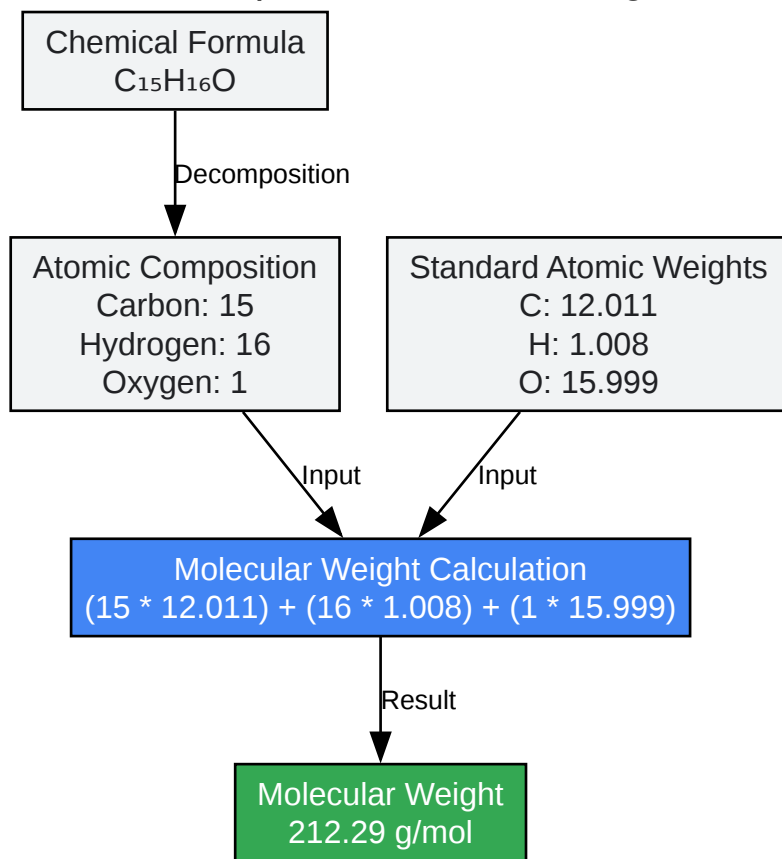 Chemical Formula
C₁₅H₁₆O
Decomposition
Atomic Composition
Carbon: 15
Hydrogen: 16
Oxygen: 1
Standard Atomic Weights
C: 12.011
H: 1.008
O: 15.999
Input
Input
Molecular Weight Calculation
(15 * 12.011) + (16 * 1.008) + (1 * 15.999)
Result
Molecular Weight
212.29 g/mol